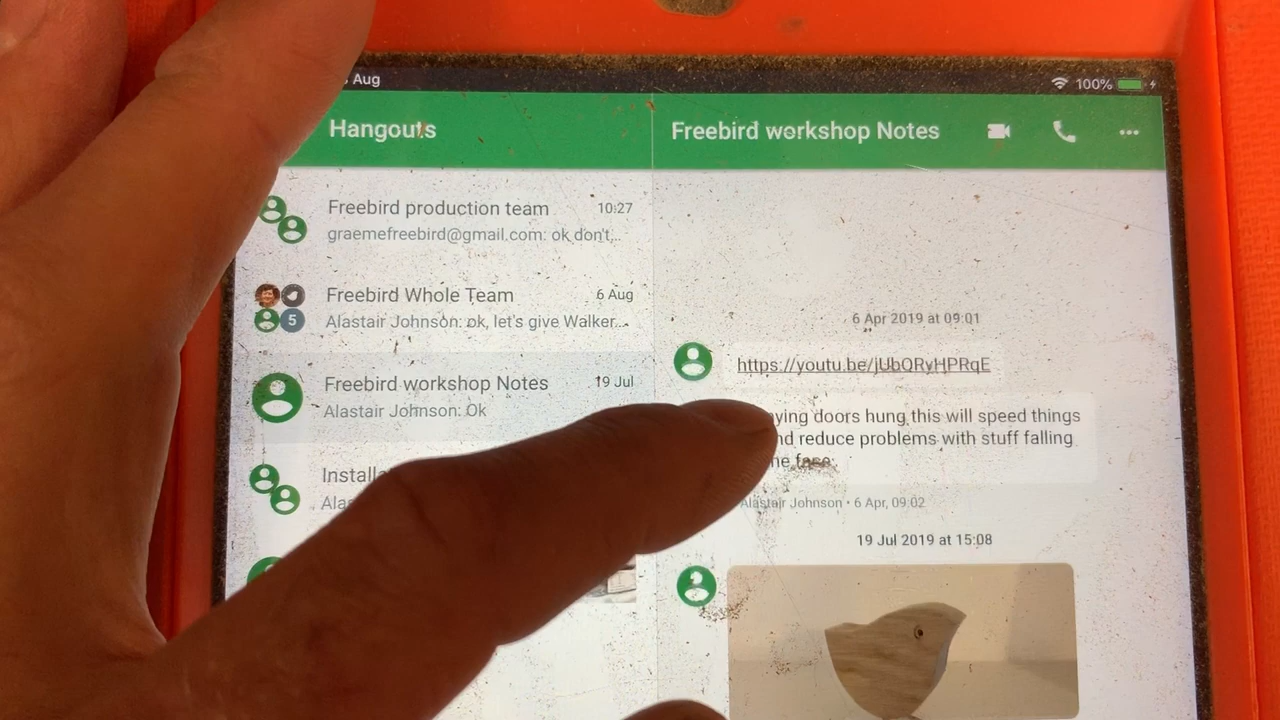 Aug
100%
Hangouts
Freebird workshop Notes
Freebird production team
10:27
graemefreebird@gmail.com: ok don't,..
Freebird Whole Team
6 Aug
5
Alastair Johnson: ok, let's give Walker...
Freebird workshop Notes
19 Jul
Alastair Johnson: Ok
6 Apr 2019 at 09:01
https://youtu.be/jUbQRyHPRqE
doors hung this will speed things
reduce problems with stuff falling
Alastair Johnson • 6 Apr, 09:02
19 Jul 2019 at 15:08